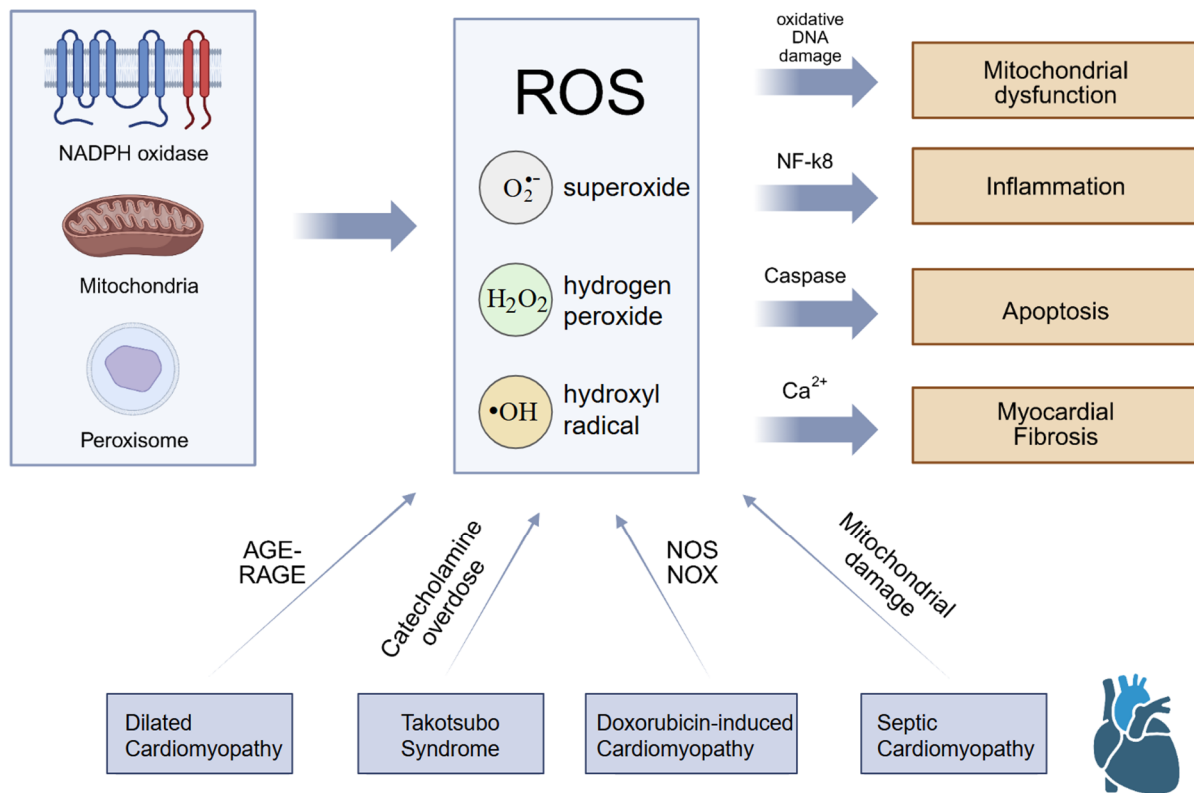 NADPH oxidase
Mitochondria
Peroxisome
ROS
O₂•⁻
superoxide
H₂O₂
hydrogen
peroxide
•OH
hydroxyl
radical
oxidative
DNA
damage
Mitochondrial
dysfunction
NF-k8
Inflammation
Caspase
Apoptosis
Ca²⁺
Myocardial
Fibrosis
AGE-
RAGE
Catecholamine
overdose
NOS
NOX
Mitochondrial
damage
Dilated
Cardiomyopathy
Takotsubo
Syndrome
Doxorubicin-induced
Cardiomyopathy
Septic
Cardiomyopathy